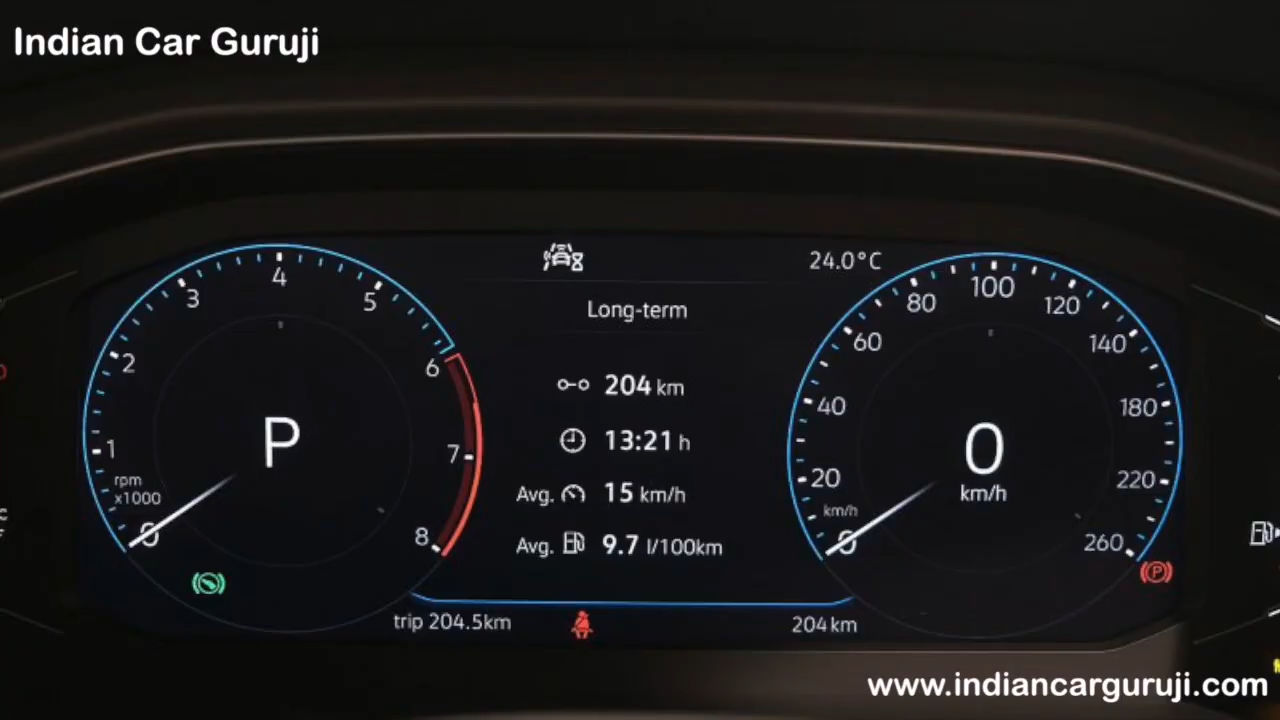 Indian Car Guruji
24.0°C
Long-term
204 km
13:21 h
Avg. 15 km/h
Avg. 9.7 l/100km
0
1
2
3
4
5
6
7
8
rpm
x1000
P
0
20
40
60
80
100
120
140
180
220
260
km/h
0
km/h
P
trip 204.5km
204 km
www.indiancarguruji.com